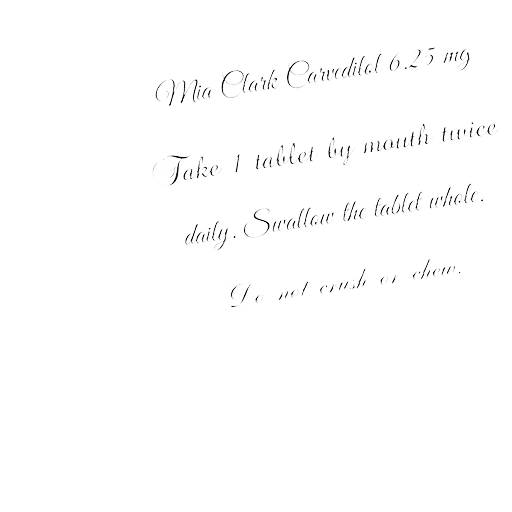 Mia Clark Carvedilol 6.25 mg
Take 1 tablet by mouth twice
daily. Swallow the tablet whole.
Do not crush or chew.